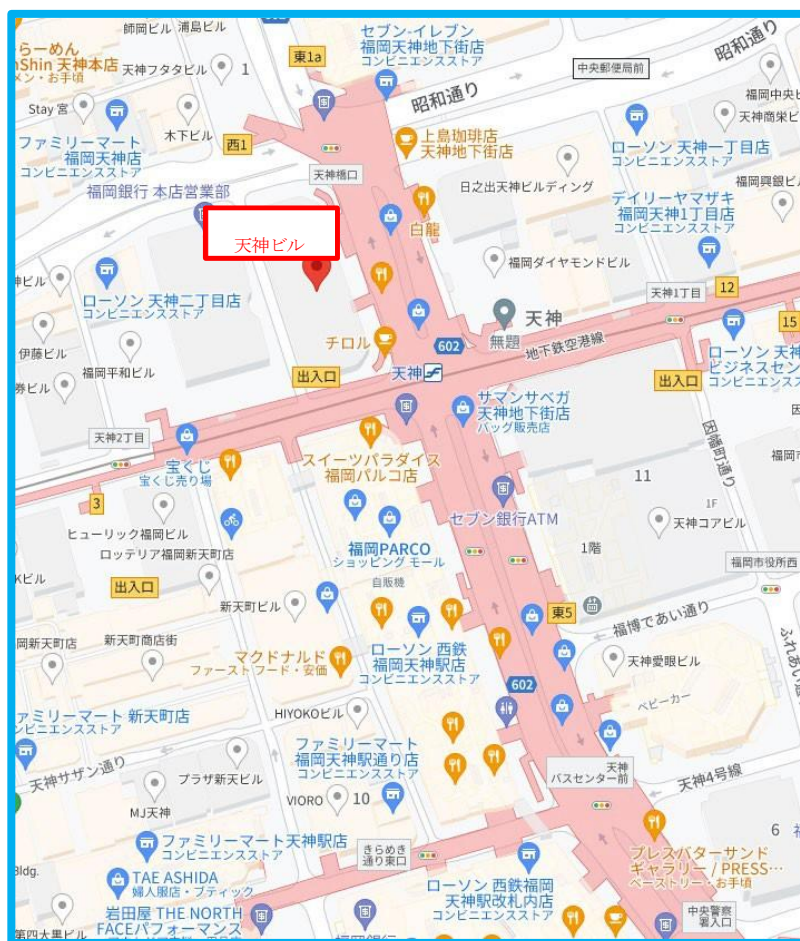 師岡ビル
浦島ビル
セブン-イレブン
福岡天神地下街店
コンビニエンスストア
昭和通り
らーめん
nShin 天神本店
メン・お手頃
天神フタタビル
1
東1a
中央郵便局前
昭和通り
福岡中央ビ
天神商栄ビ
Stay 宮
ファミリーマート
福岡天神店
コンビニエンスストア
木下ビル
西1
上島珈琲店
天神地下街店
ローソン 天神一丁目店
コンビニエンスストア
天神橋口
福岡銀行 本店営業部
日之出天神ビルディング
福岡興銀ビル
デイリーヤマザキ
福岡天神1丁目店
コンビニエンスストア
白龍
天神ビル
福岡ダイヤモンドビル
ローソン 天神二丁目店
コンビニエンスストア
天神1丁目
12
天神
無題
チロル
602
地下鉄空港線
15
伊藤ビル
福岡平和ビル
天神
出入口
出入口
ローソン 天神
ビジネスセン
コンビニエンスス
券ビル
サマンサベガ
天神地下街店
バッグ販売店
天神2丁目
宝くじ
宝くじ売り場
スイーツパラダイス
福岡パルコ店
因幡町通り
11
3
セブン銀行ATM
1F
天神コアビル
ヒューリック福岡ビル
ロッテリア福岡新天町店
福岡PARCO
ショッピング モール
1階
福岡市役所西
自販機
出入口
Kビル
新天町ビル
東5
福博であい通り
岡新天町店
新天町商店街
ローソン 西鉄
福岡天神駅店
コンビニエンスストア
マクドナルド
ファースト フード・安価
天神愛眼ビル
ふれあい通
602
ベビーカー
ァミリーマート 新天町店
ンビニエンスストア
HIYOKOビル
ファミリーマート
福岡天神駅通り店
コンビニエンスストア
天神サザン通り
プラザ新天ビル
天神
バスセンター前
天神4号線
VIORO
10
MJ天神
6
ファミリーマート天神駅店
コンビニエンスストア
きらめき
通り東口
プレスバターサンド
ギャラリー / PRESS…
ペーストリー・お手頃
Bldg.
TAE ASHIDA
婦人服店・ブティック
ローソン 西鉄福岡
天神駅改札内店
コンビニエンスストア
岩田屋 THE NORTH
FACEパフォーマンス
中央警察
署入口
第四大黒ビル